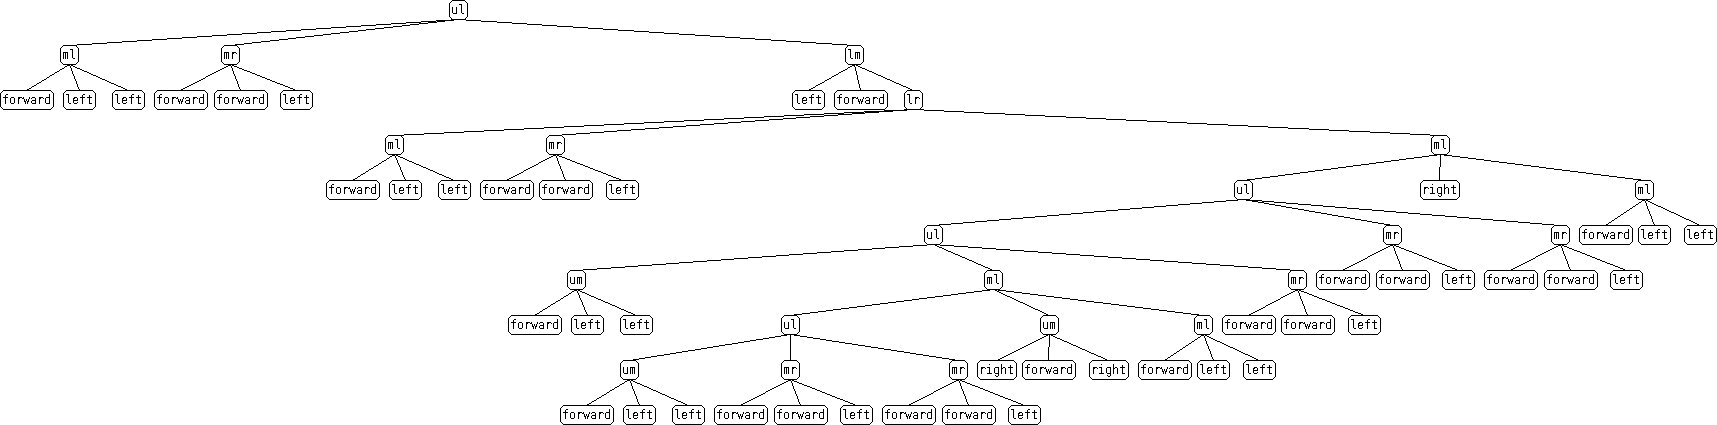 ul
ml mr lm
forward left left forward forward left left forward lr
ml mr ml
forward left left forward forward left ul right ml
ul mr mr forward left left
um ml mr forward forward left forward forward left
forward left left ul um ml forward forward left
um mr mr right forward right forward left left
forward left left forward forward left forward forward left